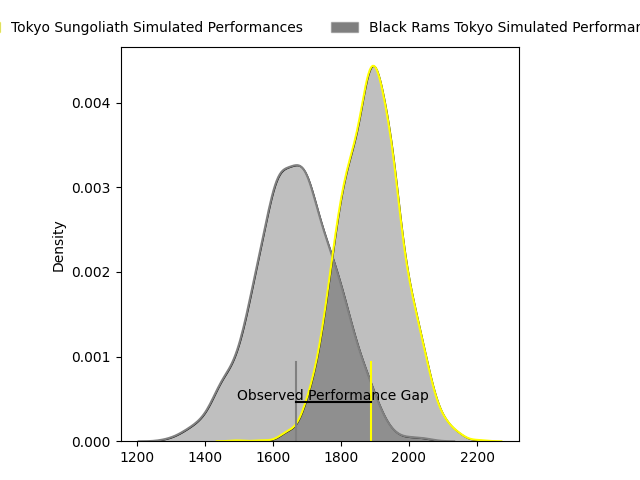 Tokyo Sungoliath Simulated Performances
Black Rams Tokyo Simulated Performan
0.004
0.003
0.002
0.001
0.000
Density
Observed Performance Gap
1200 1400 1600 1800 2000 2200